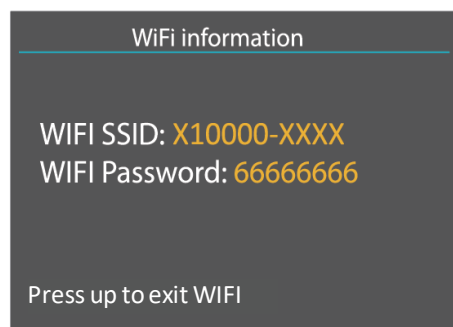 WiFi information
WIFI SSID: X10000-XXXX
WIFI Password: 66666666
Press up to exit WIFI